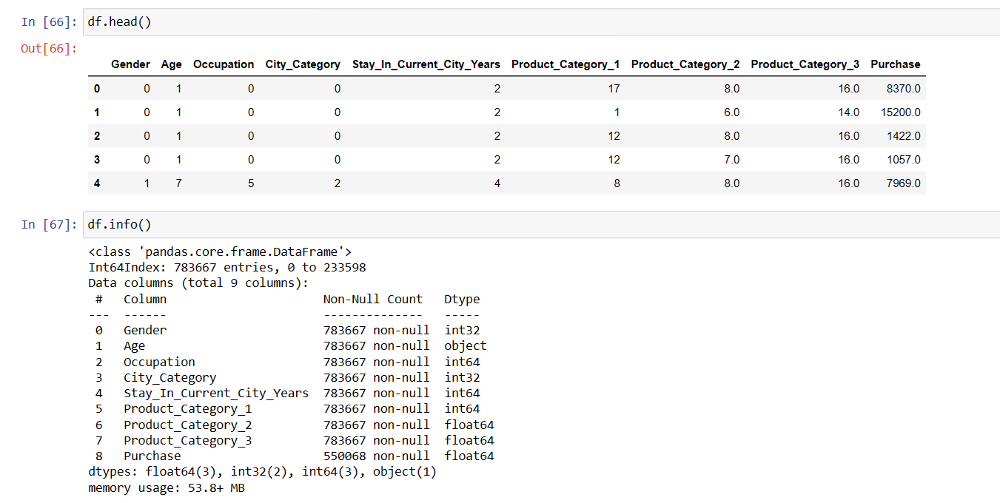 In [66]: df.head()
Out[66]:
Gender Age Occupation City_Category Stay_In_Current_City_Years Product_Category_1 Product_Category_2 Product_Category_3 Purchase
0 0 1 0 0 2 17 8.0 16.0 8370.0
1 0 1 0 0 2 1 6.0 14.0 15200.0
2 0 1 0 0 2 12 8.0 16.0 1422.0
3 0 1 0 0 2 12 7.0 16.0 1057.0
4 1 7 5 2 4 8 8.0 16.0 7969.0
In [67]: df.info()
<class 'pandas.core.frame.DataFrame'>
Int64Index: 783667 entries, 0 to 233598
Data columns (total 9 columns):
# Column Non-Null Count Dtype
--- ------ -------------- -----
0 Gender 783667 non-null int32
1 Age 783667 non-null object
2 Occupation 783667 non-null int64
3 City_Category 783667 non-null int32
4 Stay_In_Current_City_Years 783667 non-null int64
5 Product_Category_1 783667 non-null int64
6 Product_Category_2 783667 non-null float64
7 Product_Category_3 783667 non-null float64
8 Purchase 550068 non-null float64
dtypes: float64(3), int32(2), int64(3), object(1)
memory usage: 53.8+ MB